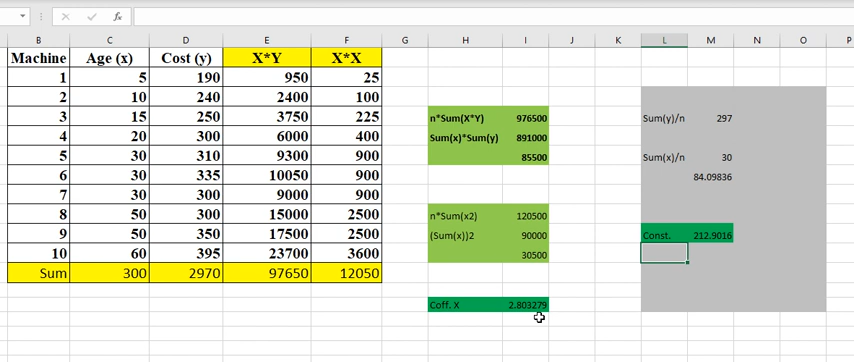 fx
B C D E F G H I J K L M N O P
Machine Age (x) Cost (y) X*Y X*X
1 5 190 950 25
2 10 240 2400 100
3 15 250 3750 225 n*Sum(X*Y) 976500 Sum(y)/n 297
4 20 300 6000 400 Sum(x)*Sum(y) 891000
5 30 310 9300 900 85500 Sum(x)/n 30
6 30 335 10050 900 84.09836
7 30 300 9000 900
8 50 300 15000 2500 n*Sum(x2) 120500
9 50 350 17500 2500 (Sum(x))2 90000 Const. 212.9016
10 60 395 23700 3600 30500
Sum 300 2970 97650 12050
Coff. X 2.803279